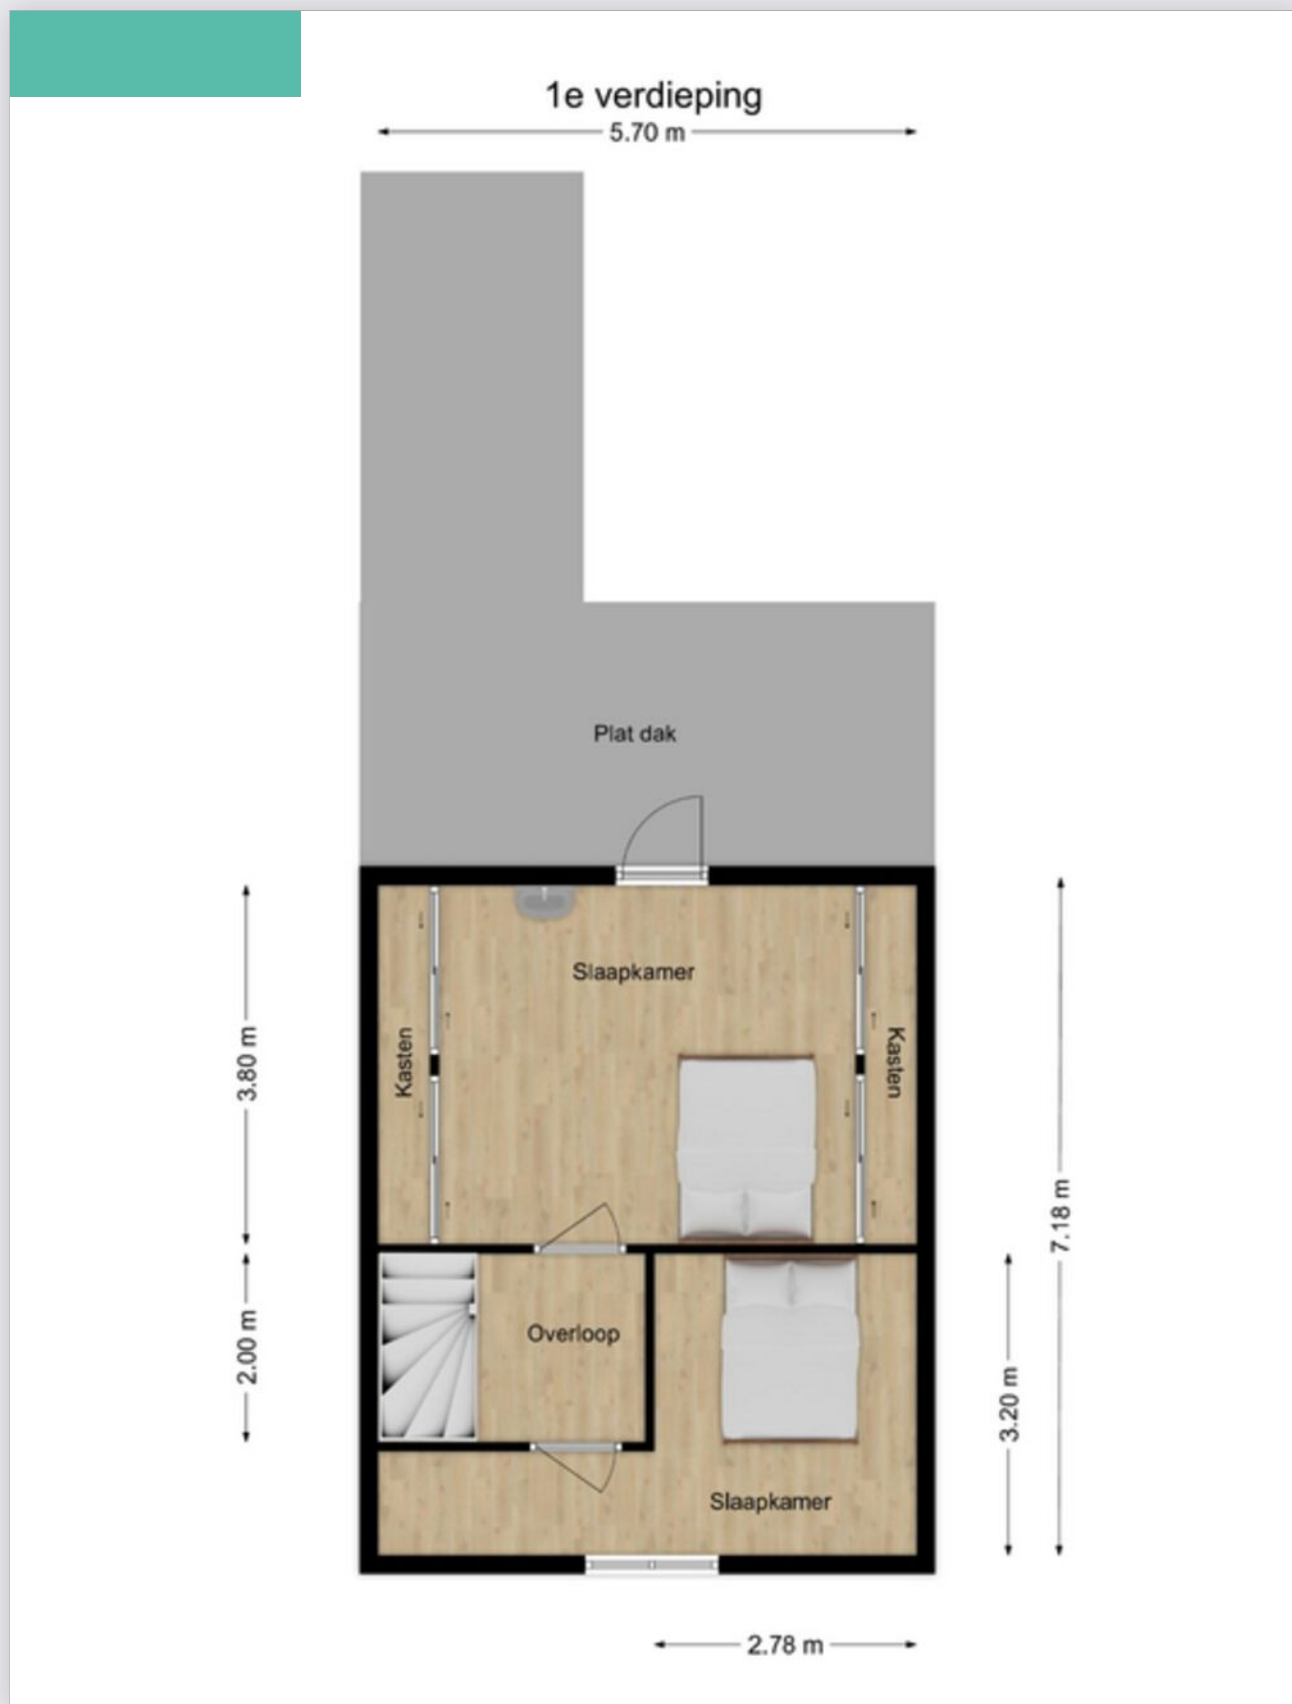 1e verdieping
5.70 m
Plat dak
Slaapkamer
Kasten
Kasten
3.80 m
7.18 m
Overloop
2.00 m
3.20 m
Slaapkamer
2.78 m